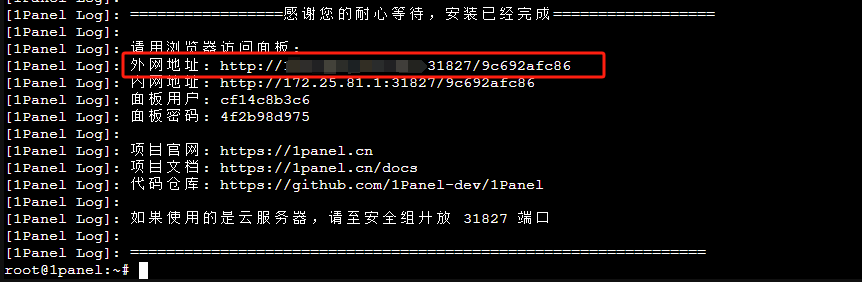 [1Panel Log]: =================感谢您的耐心等待，安装已经完成==================
[1Panel Log]:
[1Panel Log]: 请用浏览器访问面板:
[1Panel Log]: 外网地址: http:// 31827/9c692afc86
[1Panel Log]: 内网地址: http://172.25.81.1:31827/9c692afc86
[1Panel Log]: 面板用户: cf14c8b3c6
[1Panel Log]: 面板密码: 4f2b98d975
[1Panel Log]:
[1Panel Log]: 项目官网: https://1panel.cn
[1Panel Log]: 项目文档: https://1panel.cn/docs
[1Panel Log]: 代码仓库: https://github.com/1Panel-dev/1Panel
[1Panel Log]:
[1Panel Log]: 如果使用的是云服务器，请至安全组开放 31827 端口
[1Panel Log]:
[1Panel Log]: ================================================================
root@1panel:~#